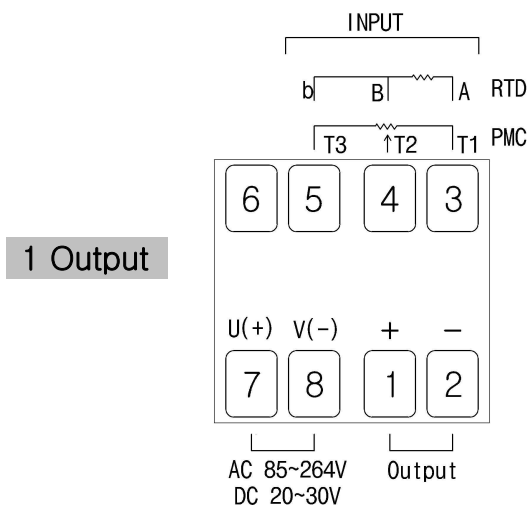 INPUT
b B A RTD
T3 T2 T1 PMC
6 5 4 3
1 Output
U(+) V(-) + -
7 8 1 2
AC 85~264V Output
DC 20~30V